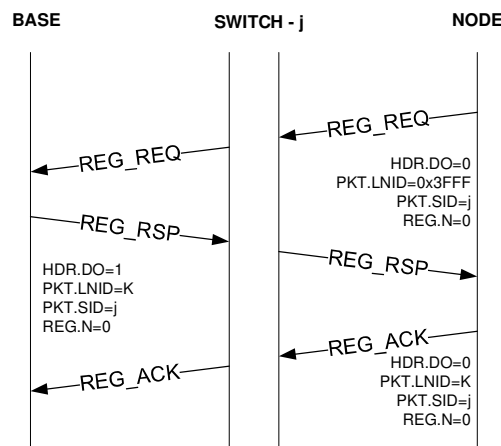 BASE
SWITCH - j
NODE
REG_REQ
REG_REQ
HDR.DO=0
PKT.LNID=0x3FFF
PKT.SID=j
REG.N=0
REG_RSP
HDR.DO=1
PKT.LNID=K
PKT.SID=j
REG.N=0
REG_RSP
REG_ACK
HDR.DO=0
PKT.LNID=K
PKT.SID=j
REG.N=0
REG_ACK